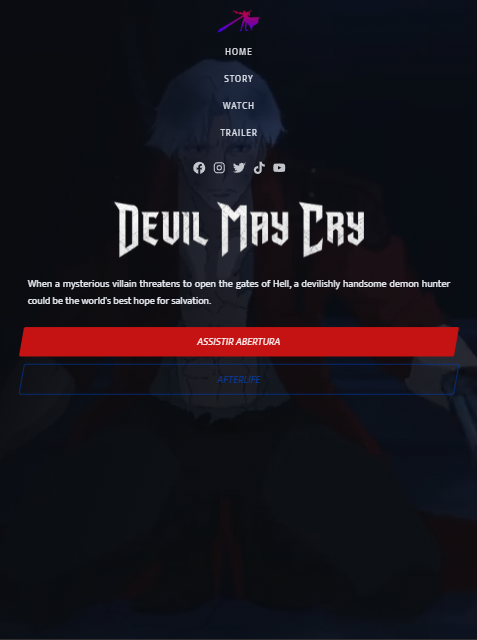 HOME
STORY
WATCH
TRAILER
DEVIL MAY CRY
When a mysterious villain threatens to open the gates of Hell, a devilishly handsome demon hunter
could be the world's best hope for salvation.
ASSISTIR ABERTURA
AFTERLIFE